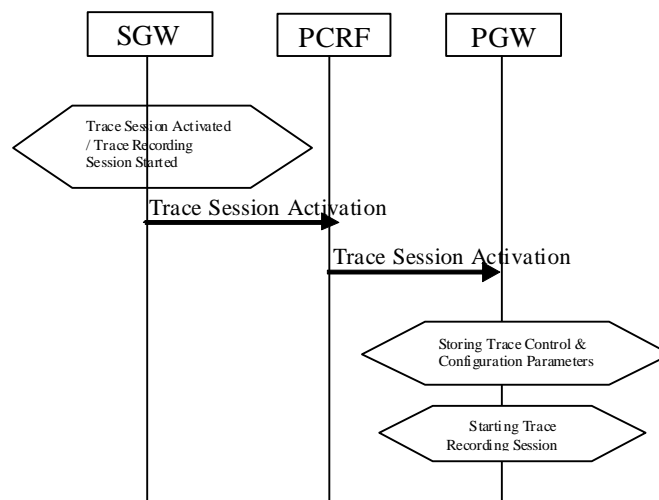 SGW
PCRF
PGW
Trace Session Activated
/ Trace Recording
Session Started
Trace Session Activation
Trace Session Activation
Storing Trace Control &
Configuration Parameters
Starting Trace
Recording Session